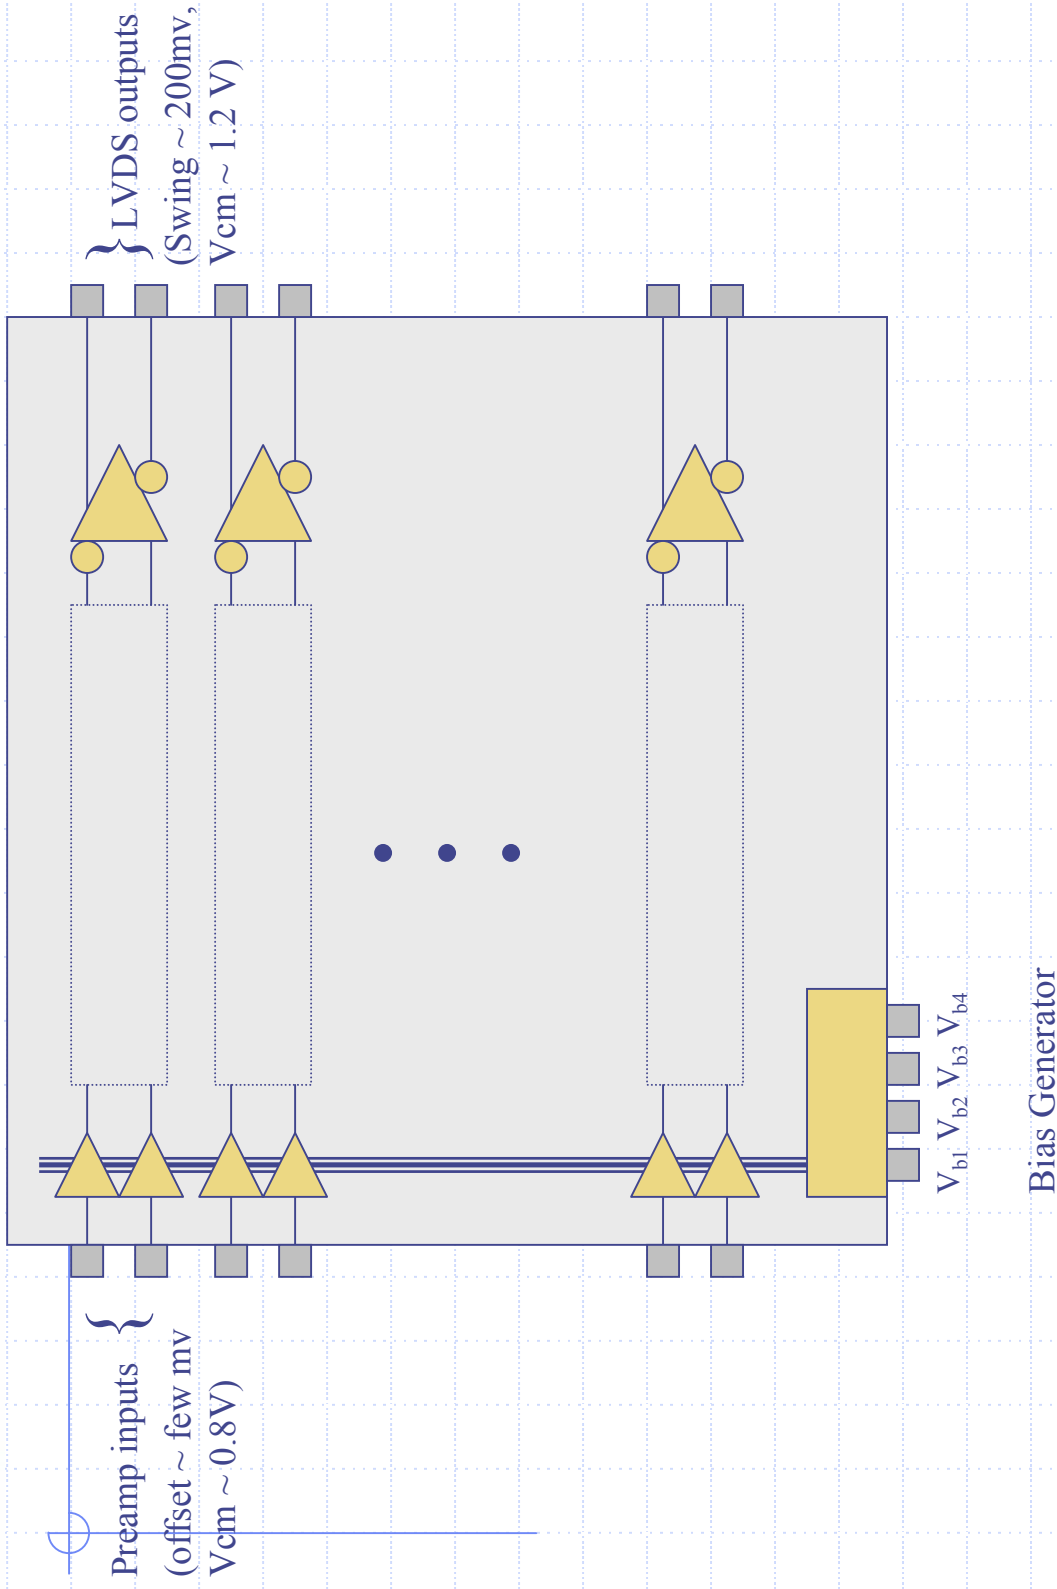 Preamp inputs
(offset ~ few mv
Vcm ~ 0.8V)
LVDS outputs
(Swing ~ 200mv,
Vcm ~ 1.2 V)
Vb1 Vb2 Vb3 Vb4
Bias Generator